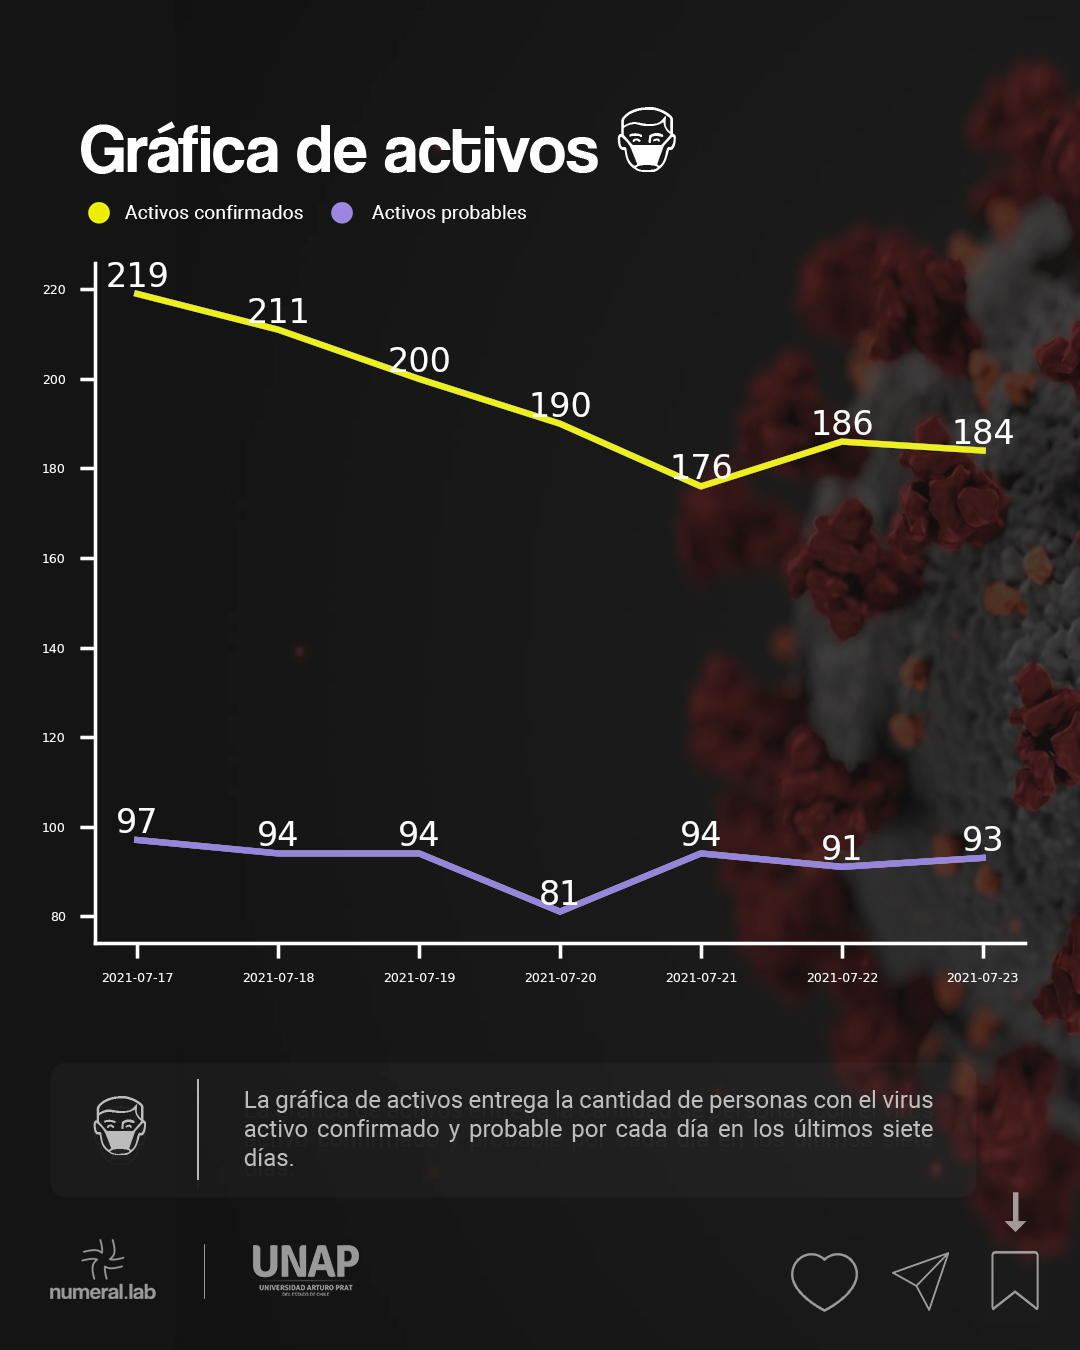 Gráfica de activos
Activos confirmados Activos probables
219
220
211
200
200
190
186
184
176
180
160
140
120
100
97
94
94
94
91
93
81
80
2021-07-17 2021-07-18 2021-07-19 2021-07-20 2021-07-21 2021-07-22 2021-07-23
La gráfica de activos entrega la cantidad de personas con el virus
activo confirmado y probable por cada día en los últimos siete
días.
numeral.lab
UNAP
UNIVERSIDAD ARTURO PRAT
DEL ESTADO DE CHILE